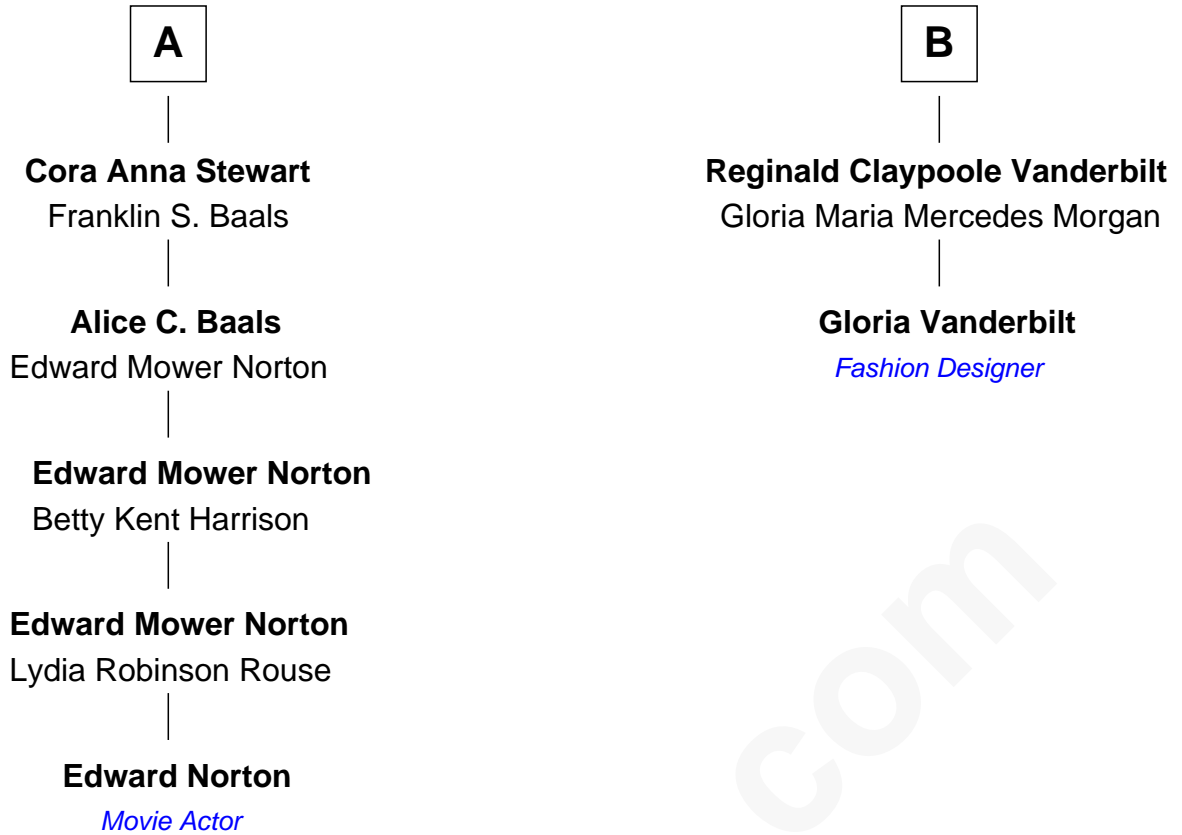 A
Cora Anna Stewart
Franklin S. Baals
Alice C. Baals
Edward Mower Norton
Edward Mower Norton
Betty Kent Harrison
Edward Mower Norton
Lydia Robinson Rouse
Edward Norton
Movie Actor
B
Reginald Claypoole Vanderbilt
Gloria Maria Mercedes Morgan
Gloria Vanderbilt
Fashion Designer
com